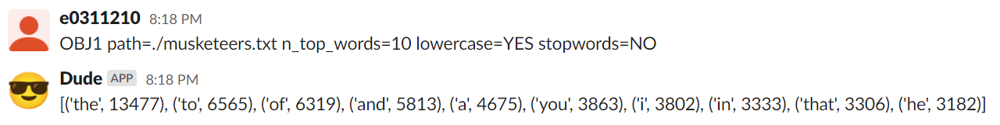 e0311210 8:18 PM
OBJ1 path=./musketeers.txt n_top_words=10 lowercase=YES stopwords=NO
Dude APP 8:18 PM
[('the', 13477), ('to', 6565), ('of', 6319), ('and', 5813), ('a', 4675), ('you', 3863), ('i', 3802), ('in', 3333), ('that', 3306), ('he', 3182)]